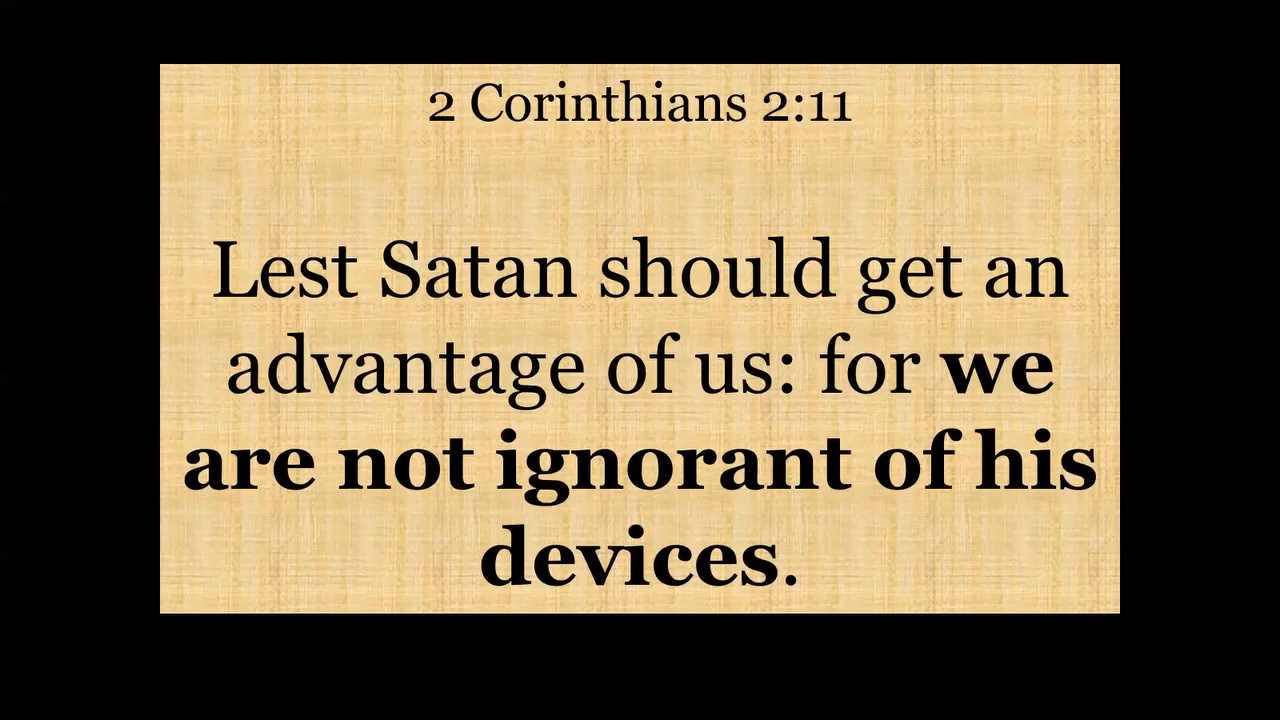 2 Corinthians 2:11
Lest Satan should get an
advantage of us: for we
are not ignorant of his
devices.